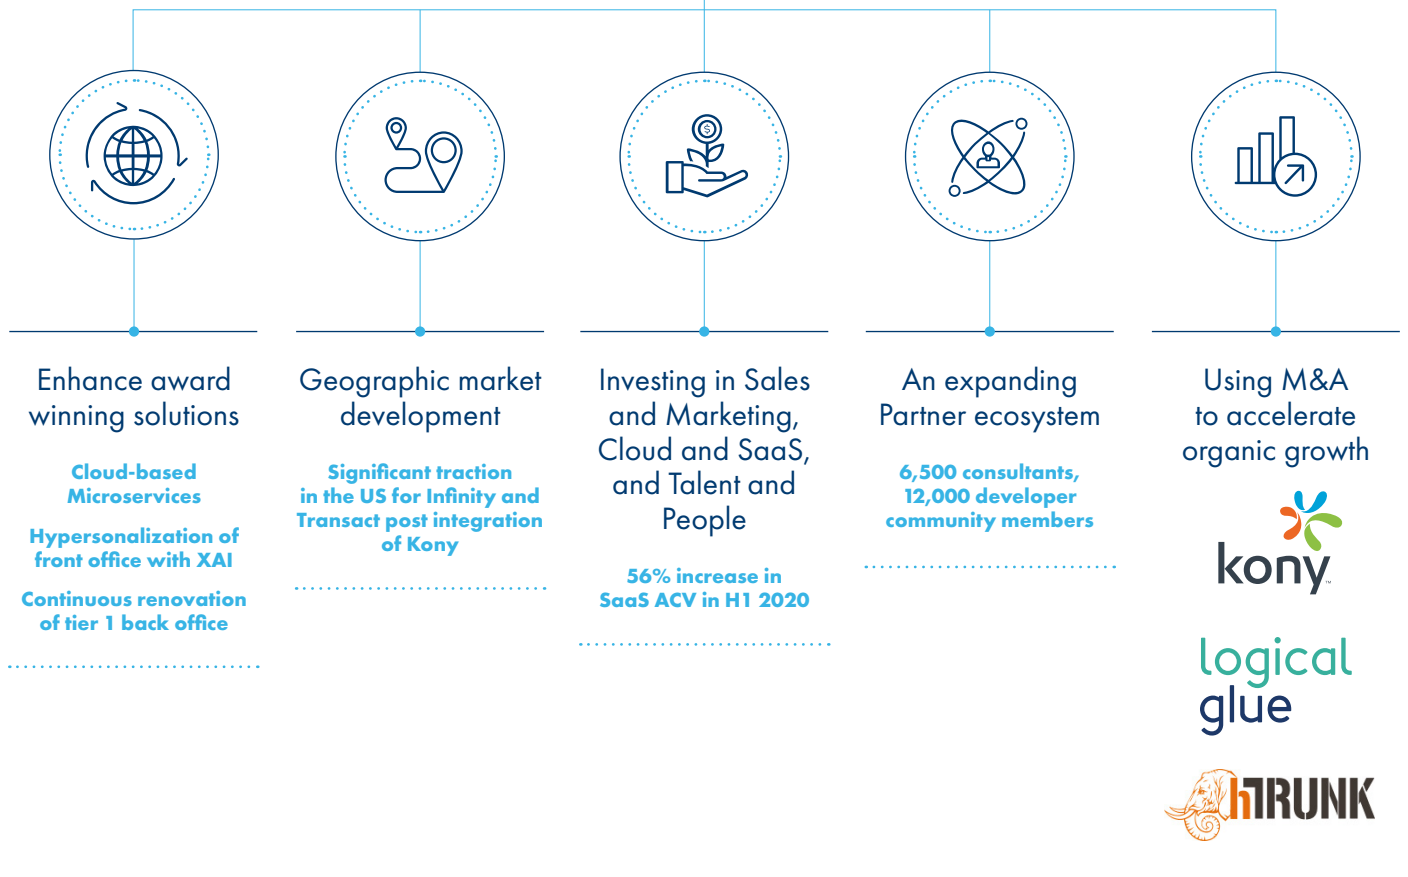 Enhance award
winning solutions
Cloud-based
Microservices
Hypersonalization of
front office with XAI
Continuous renovation
of tier 1 back office
Geographic market
development
Significant traction
in the US for Infinity and
Transact post integration
of Kony
$
Investing in Sales
and Marketing,
Cloud and SaaS,
and Talent and
People
56% increase in
SaaS ACV in H1 2020
An expanding
Partner ecosystem
6,500 consultants,
12,000 developer
community members
Using M&A
to accelerate
organic growth
kony™
logical
glue
hTRUNK